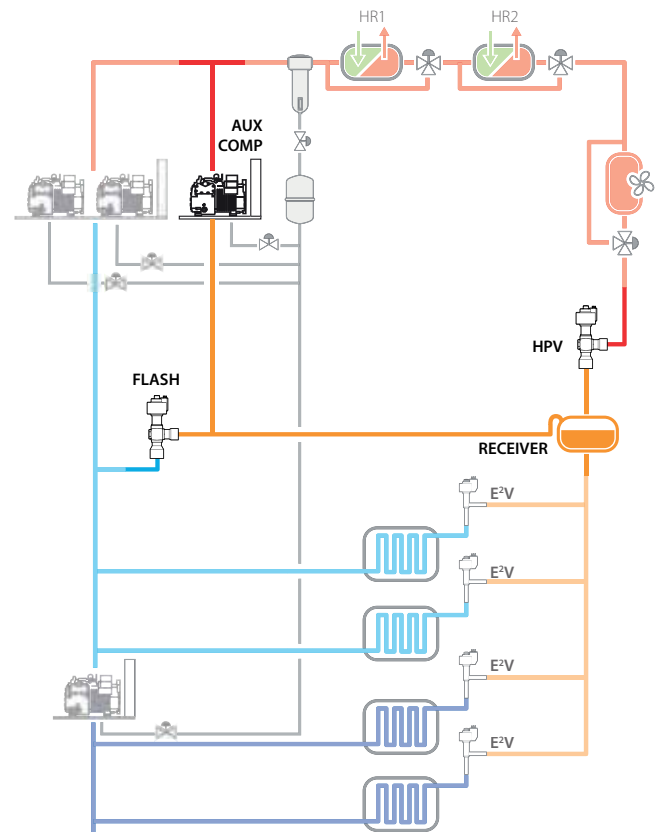 HR1
HR2
AUX
COMP
HPV
FLASH
RECEIVER
E²V
E²V
E²V
E²V